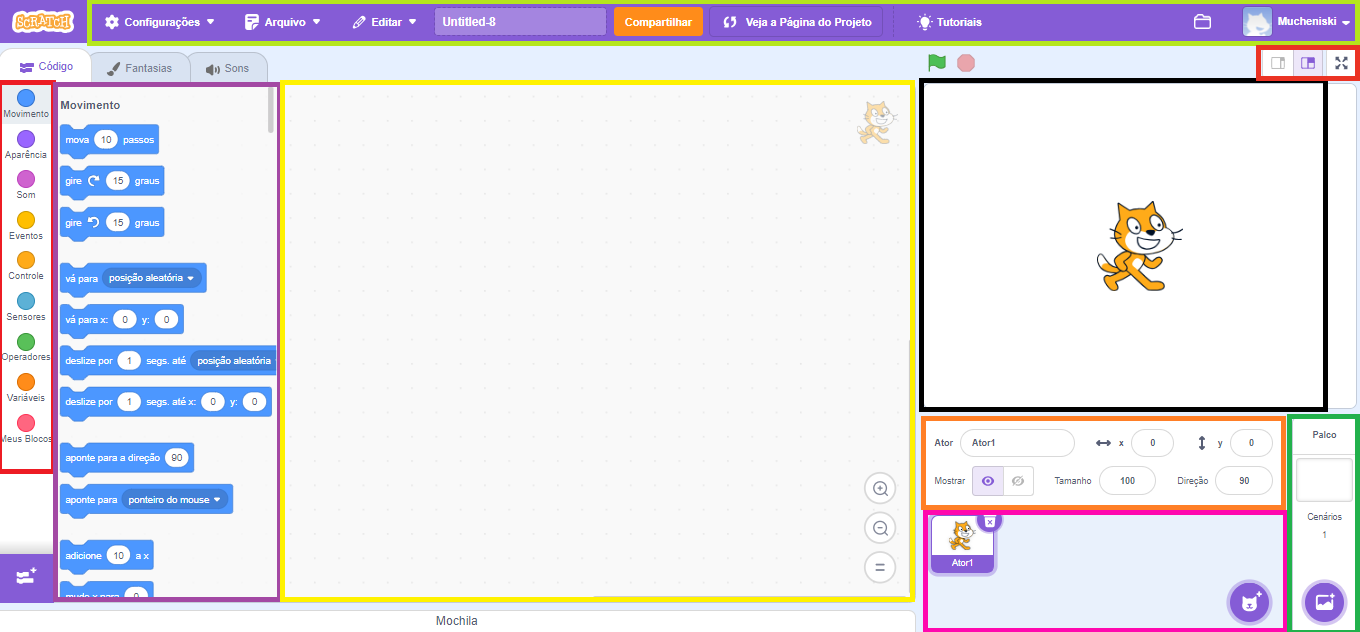 SCRATCH Configurações Arquivo Editar Untitled-8 Compartilhar Veja a Página do Projeto Tutoriais Mucheniski
Código Fantasias Sons
Movimento
Aparência
Som
Eventos
Controle
Sensores
Operadores
Variáveis
Meus Blocos
Movimento
mova 10 passos
gire 15 graus
gire 15 graus
vá para posição aleatória
vá para x: 0 y: 0
deslize por 1 segs. até posição aleatória
deslize por 1 segs. até x: 0 y: 0
aponte para a direção 90
aponte para ponteiro do mouse
adicione 10 a x
mude x para 0
Ator Ator1 x 0 y 0
Mostrar Tamanho 100 Direção 90
Ator1
Palco
Cenários
1
Mochila